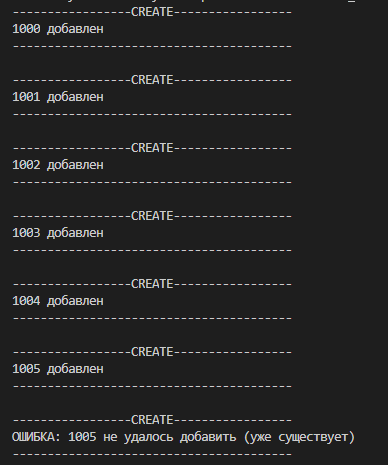 -----------------CREATE-----------------
1000 добавлен
----------------------------------------
-----------------CREATE-----------------
1001 добавлен
----------------------------------------
-----------------CREATE-----------------
1002 добавлен
----------------------------------------
-----------------CREATE-----------------
1003 добавлен
----------------------------------------
-----------------CREATE-----------------
1004 добавлен
----------------------------------------
-----------------CREATE-----------------
1005 добавлен
----------------------------------------
-----------------CREATE-----------------
ОШИБКА: 1005 не удалось добавить (уже существует)
----------------------------------------